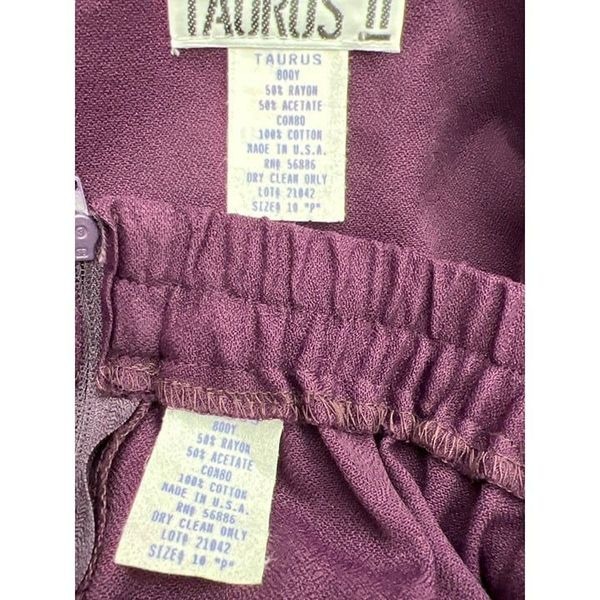 TAURUS II
TAURUS
BODY
50% RAYON
50% ACETATE
COMBO
100% COTTON
MADE IN U.S.A.
RN# 56886
DRY CLEAN ONLY
LOT# 21042
SIZE# 10 "P"
BODY
50% RAYON
50% ACETATE
COMBO
100% COTTON
MADE IN U.S.A.
RN# 56886
DRY CLEAN ONLY
LOT# 21042
SIZE# 10 "P"